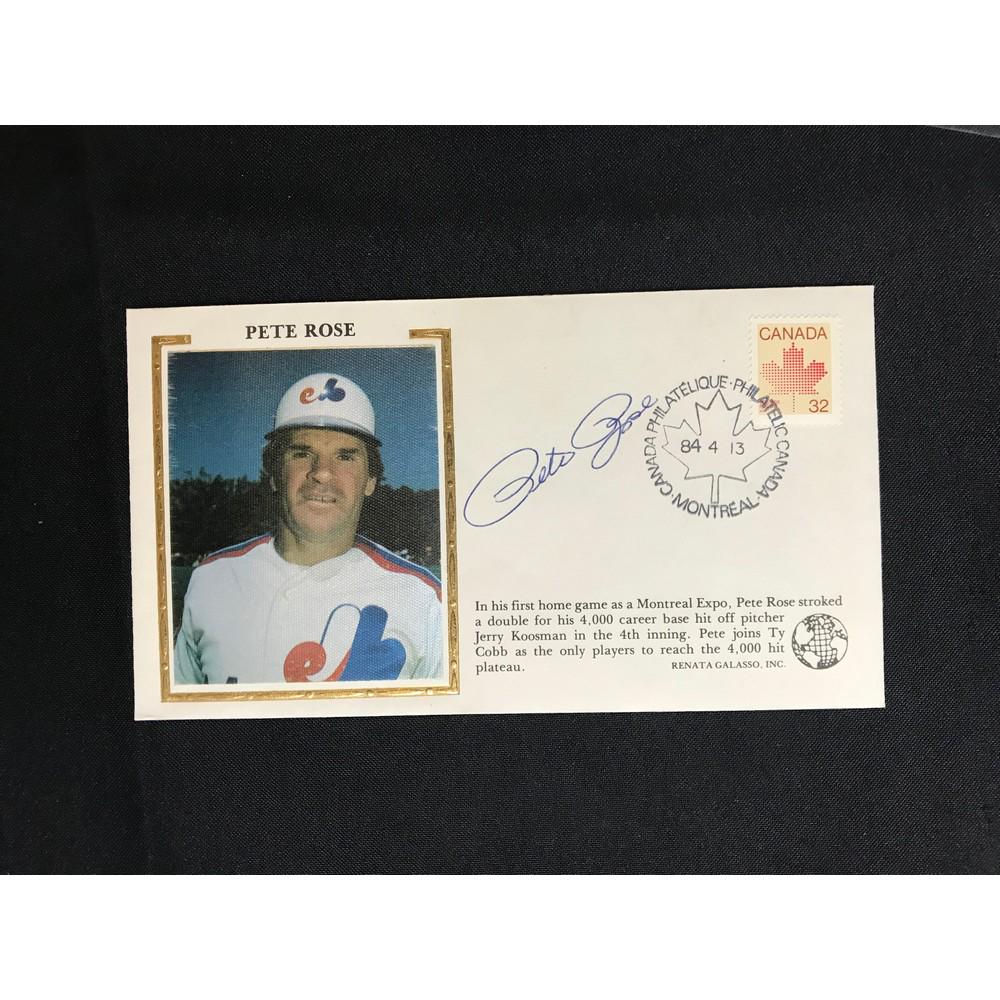 PETE ROSE
CANADA
32
CANADA PHILATÉLIQUE · PHILATELIC CANADA
84 4 13
· MONTRÉAL ·
Pete Rose
In his first home game as a Montreal Expo, Pete Rose stroked
a double for his 4,000 career base hit off pitcher
Jerry Koosman in the 4th inning. Pete joins Ty
Cobb as the only players to reach the 4,000 hit
plateau.
RENATA GALASSO, INC.